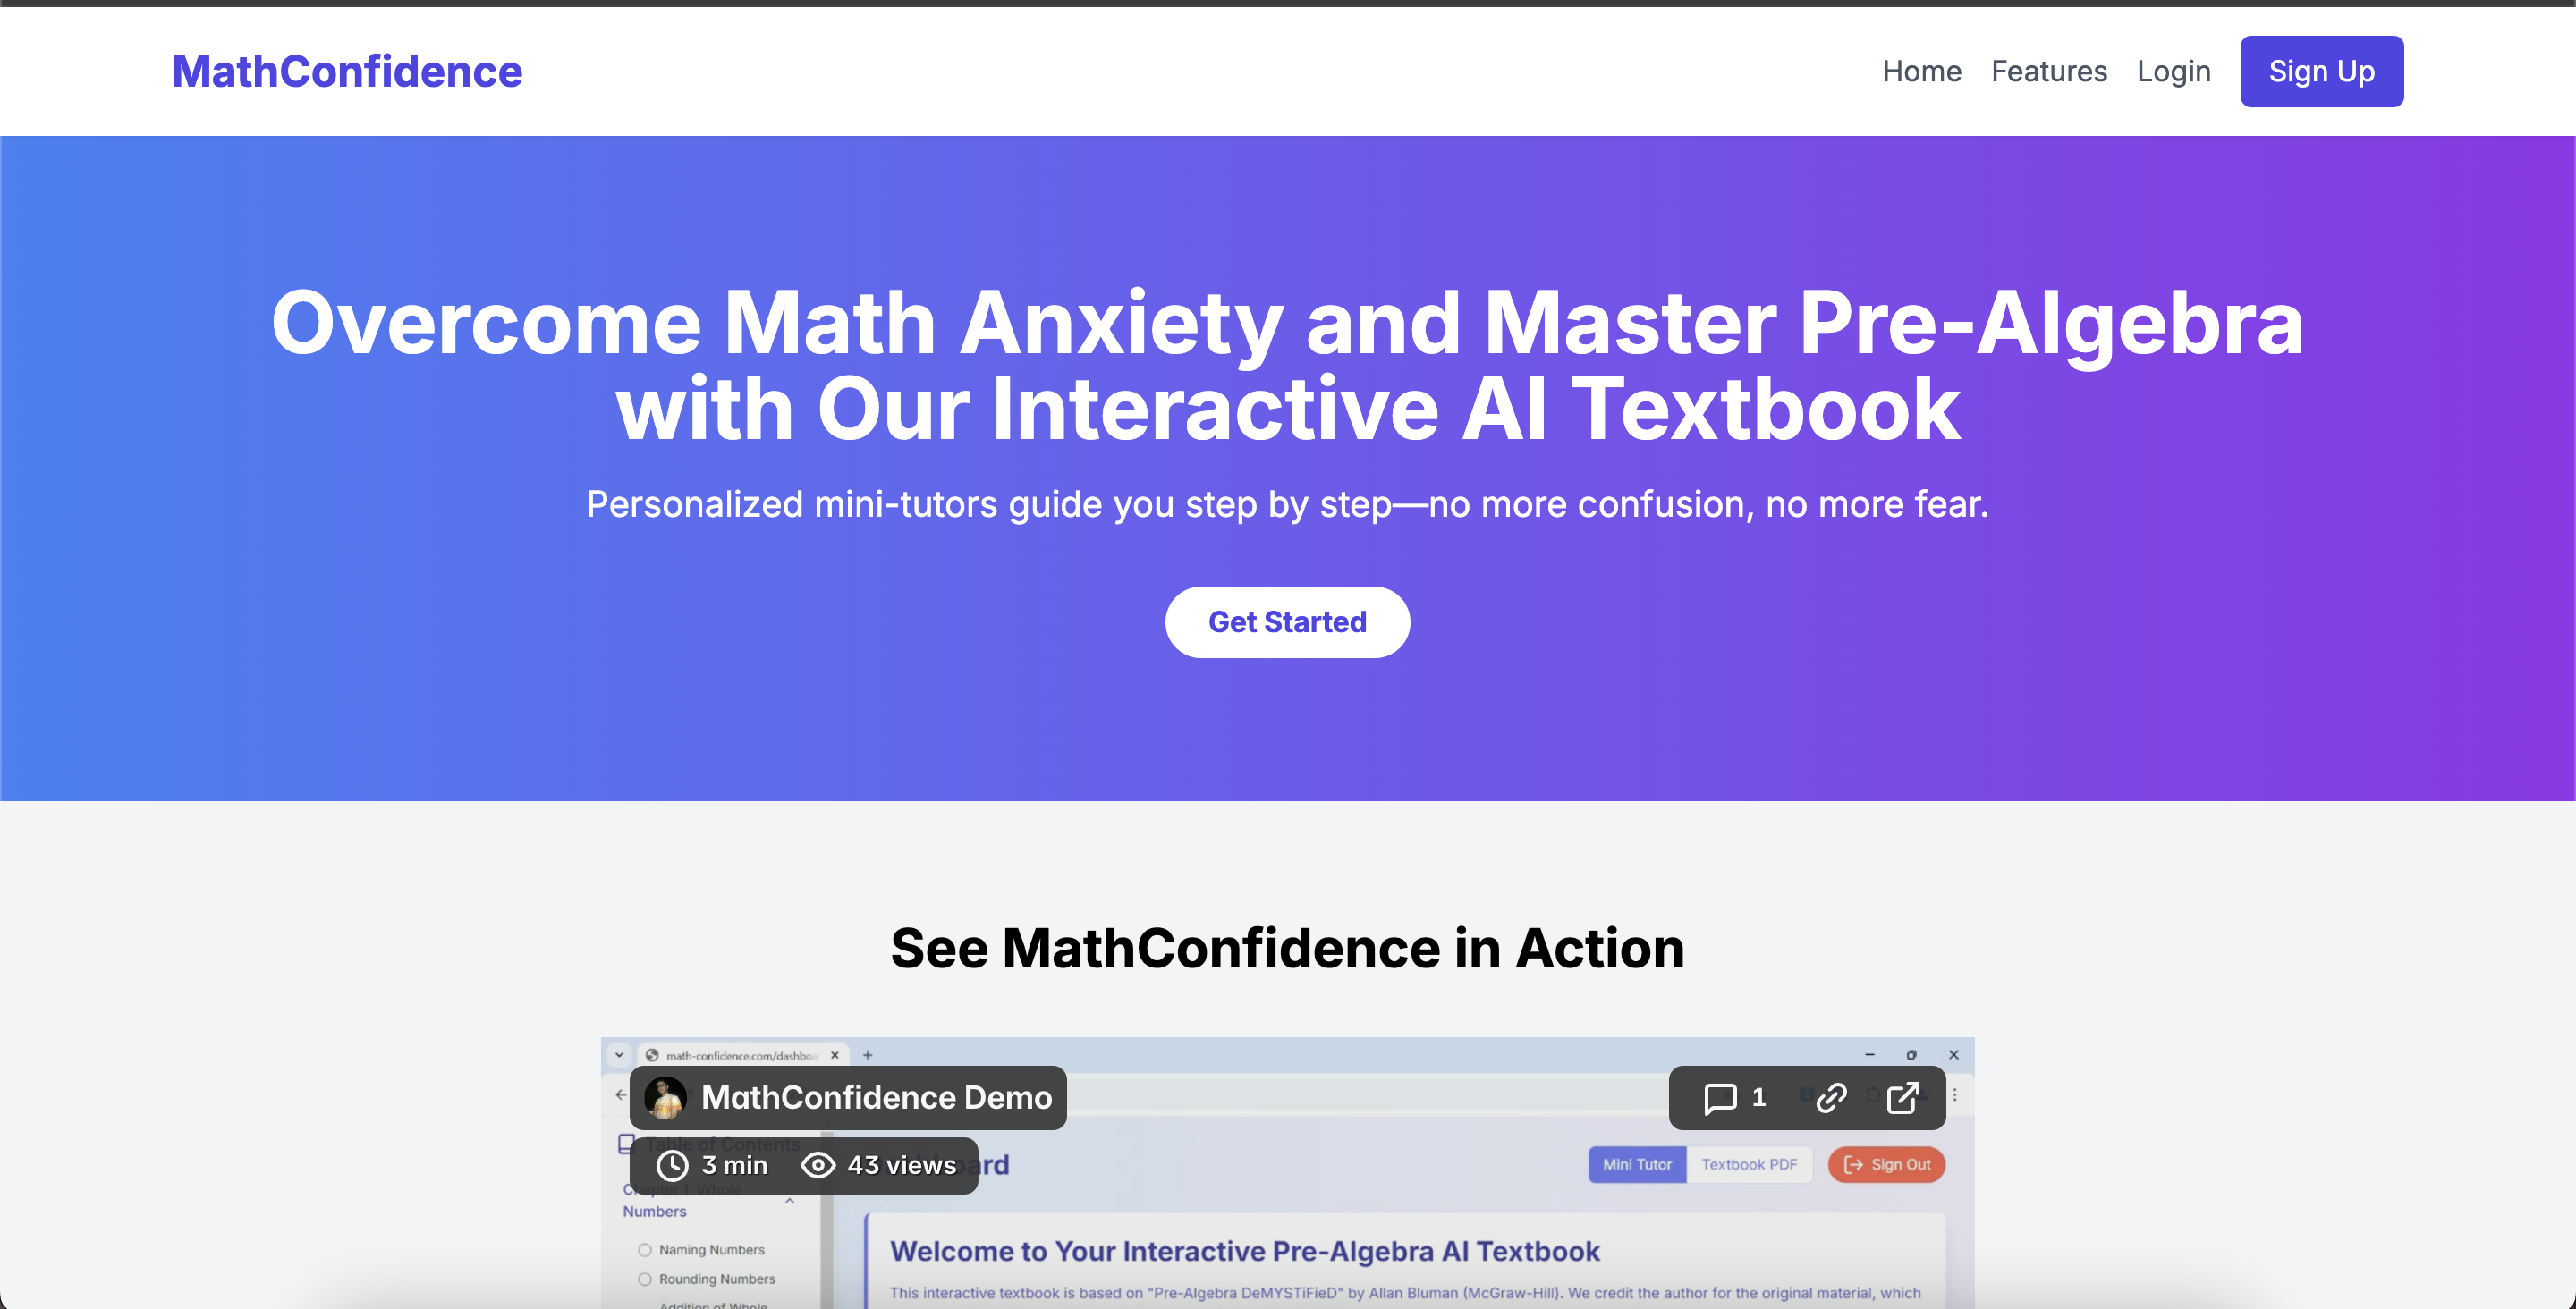 MathConfidence
Home
Features
Login
Sign Up
Overcome Math Anxiety and Master Pre-Algebra
with Our Interactive AI Textbook
Personalized mini-tutors guide you step by step—no more confusion, no more fear.
Get Started
See MathConfidence in Action
math-confidence.com/dashboa
MathConfidence Demo
1
Table of Contents
3 min
43 views
ard
Mini Tutor
Textbook PDF
Sign Out
Chapter 1: Whole
Numbers
Naming Numbers
Rounding Numbers
Addition of Whole
Welcome to Your Interactive Pre-Algebra AI Textbook
This interactive textbook is based on "Pre-Algebra DeMYSTiFieD" by Allan Bluman (McGraw-Hill). We credit the author for the original material, which